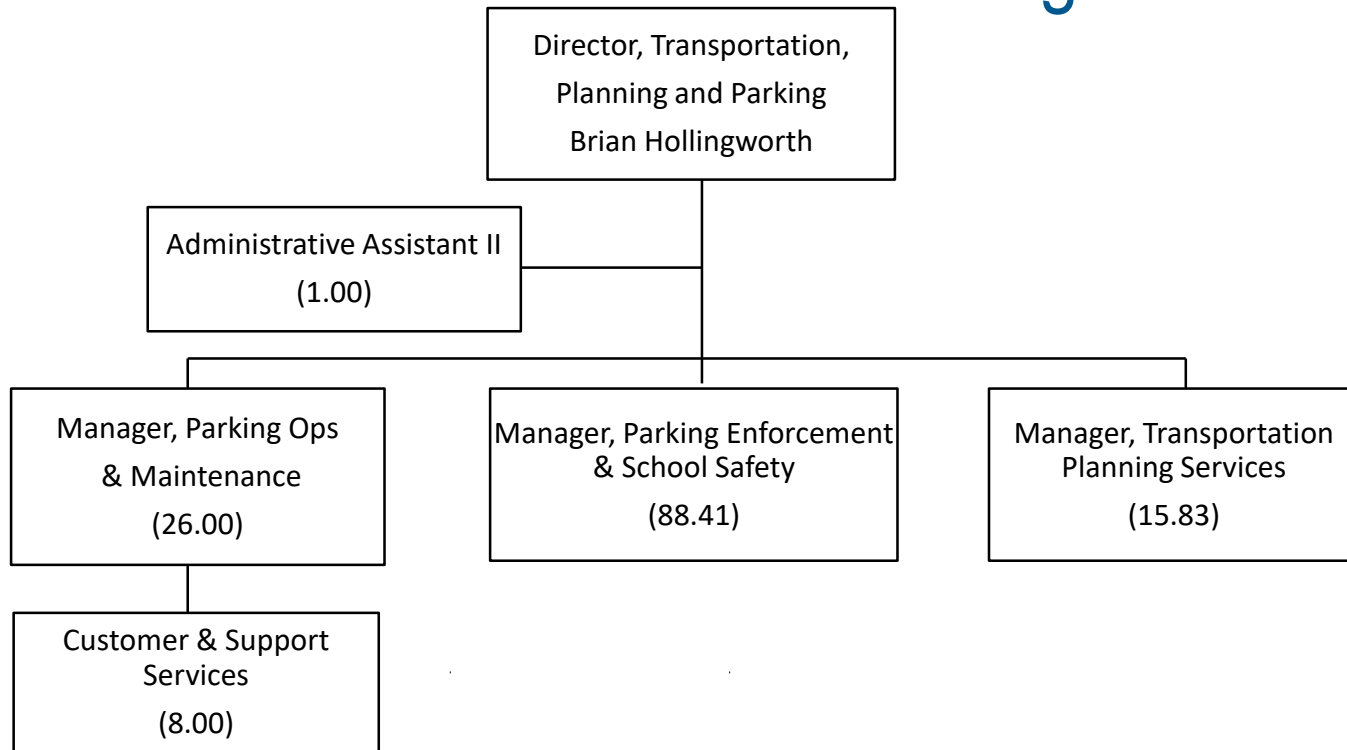 Director, Transportation,
Planning and Parking
Brian Hollingworth
Administrative Assistant II
(1.00)
Manager, Parking Ops
& Maintenance
(26.00)
Manager, Parking Enforcement
& School Safety
(88.41)
Manager, Transportation
Planning Services
(15.83)
Customer & Support
Services
(8.00)